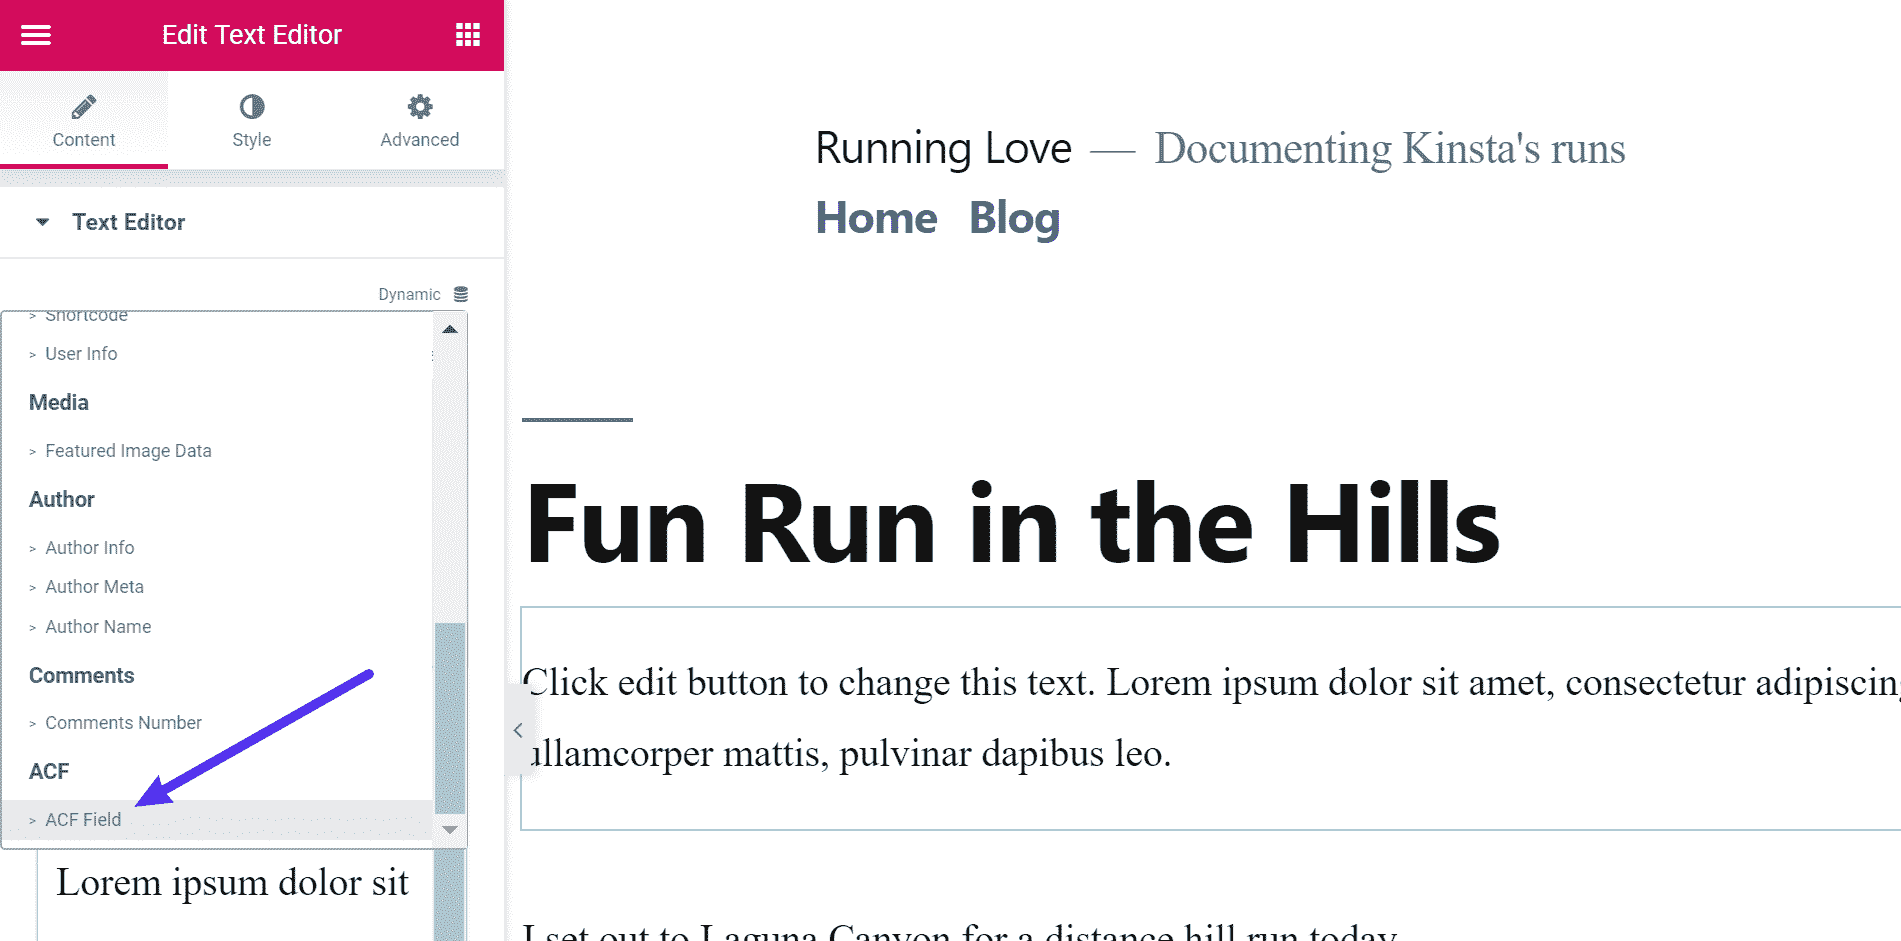 Edit Text Editor
Content
Style
Advanced
Text Editor
Dynamic
> Shortcode
> User Info
Media
> Featured Image Data
Author
> Author Info
> Author Meta
> Author Name
Comments
> Comments Number
ACF
> ACF Field
Lorem ipsum dolor sit
Running Love — Documenting Kinsta's runs
Home Blog
Fun Run in the Hills
Click edit button to change this text. Lorem ipsum dolor sit amet, consectetur adipiscing
ullamcorper mattis, pulvinar dapibus leo.
I set out to Laguna Canyon for a distance hill run today